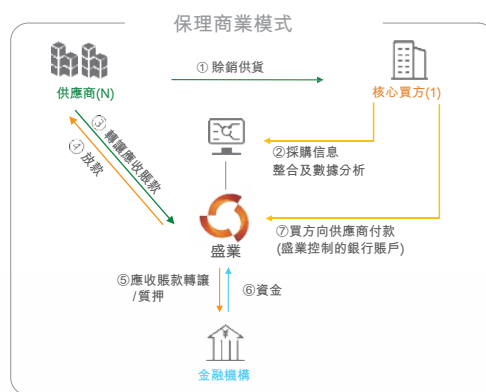 保理商業模式
①賒銷供貨
供應商(N)
核心買方(1)
③轉讓應收賬款
④放款
②採購信息
整合及數據分析
⑦買方向供應商付款
(盛業控制的銀行賬戶)
盛業
⑤應收賬款轉讓
/質押
⑥資金
¥
金融機構